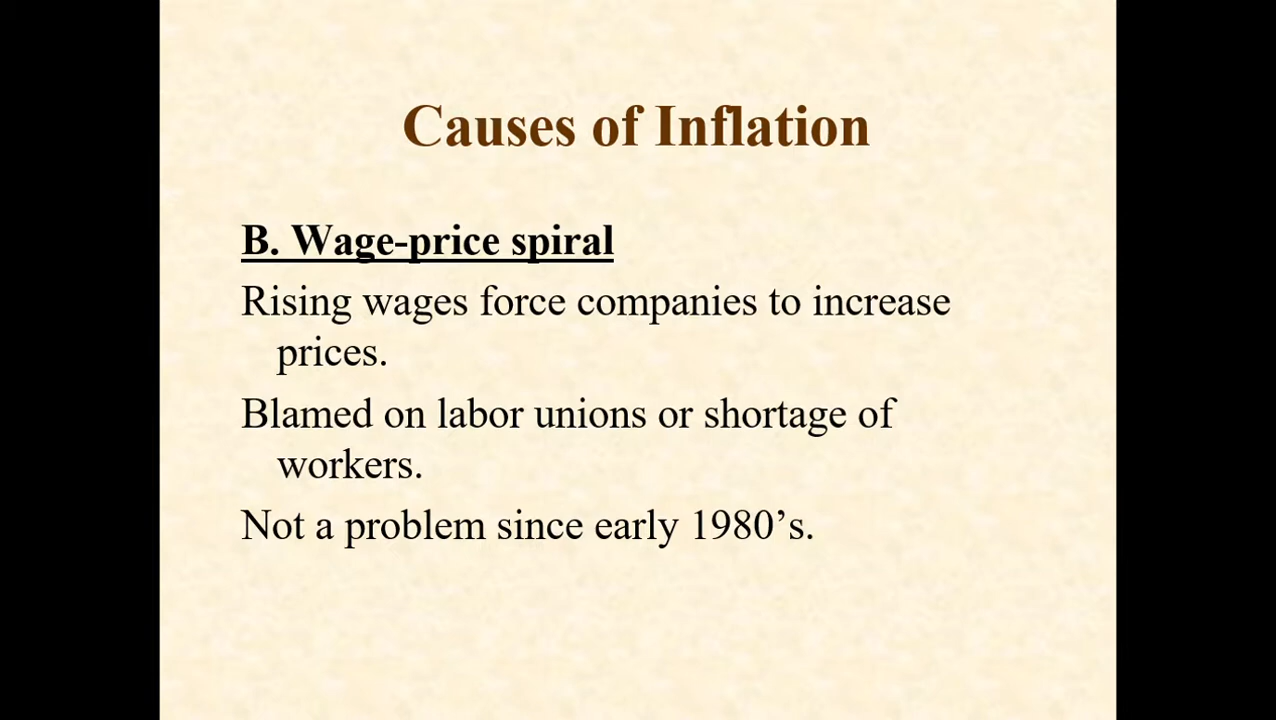 Causes of Inflation
B. Wage-price spiral
Rising wages force companies to increase
prices.
Blamed on labor unions or shortage of
workers.
Not a problem since early 1980’s.